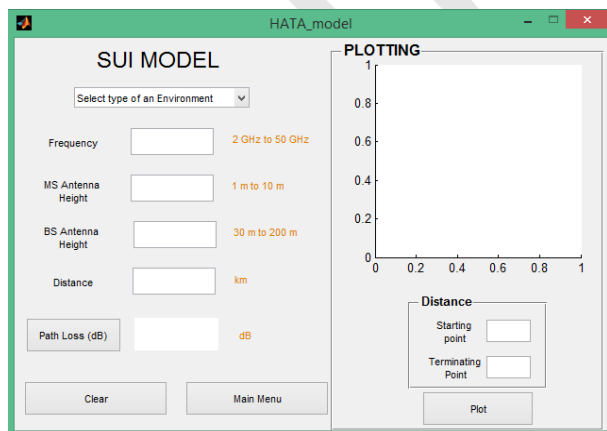 HATA_model
SUI MODEL
Select type of an Environment
Frequency
2 GHz to 50 GHz
MS Antenna
Height
1 m to 10 m
BS Antenna
Height
30 m to 200 m
Distance
km
Path Loss (dB)
dB
Clear
Main Menu
PLOTTING
1
0.8
0.6
0.4
0.2
0
0 0.2 0.4 0.6 0.8 1
Distance
Starting
point
Terminating
Point
Plot